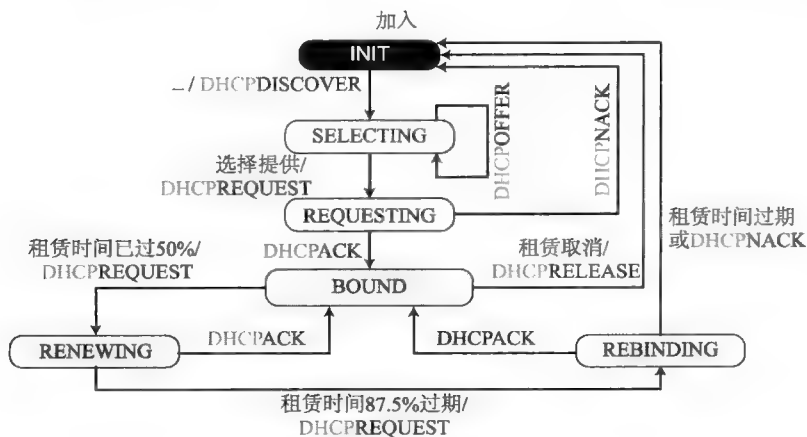 加入
INIT
– / DHCPDISCOVER
SELECTING
DHCPOFFER
DHCPNACK
选择提供/
DHCPREQUEST
REQUESTING
租赁时间过期
或DHCPNACK
租赁时间已过50%/
DHCPREQUEST
DHCPACK
租赁取消/
DHCPRELEASE
BOUND
RENEWING
DHCPACK
DHCPACK
REBINDING
租赁时间87.5%过期/
DHCPREQUEST